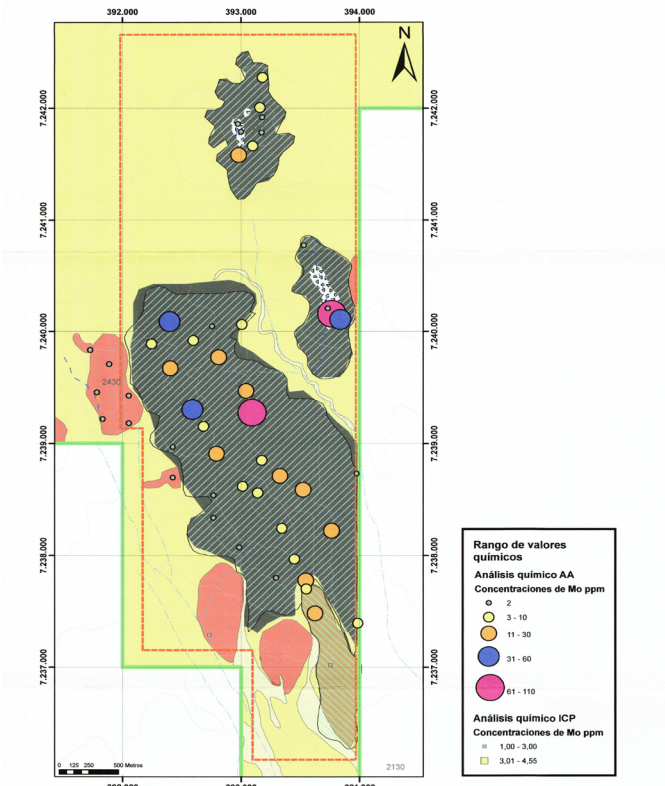 392.000 393.000 394.000
N
7.242.000 7.242.000
7.241.000 7.241.000
7.240.000 7.240.000
2430
7.239.000 7.239.000
7.238.000 7.238.000
7.237.000 7.237.000
0 125 250 500 Metros
2130
Rango de valores
químicos
Análisis químico AA
Concentraciones de Mo ppm
2
3 - 10
11 - 30
31 - 60
61 - 110
Análisis químico ICP
Concentraciones de Mo ppm
1,00 - 3,00
3,01 - 4,55